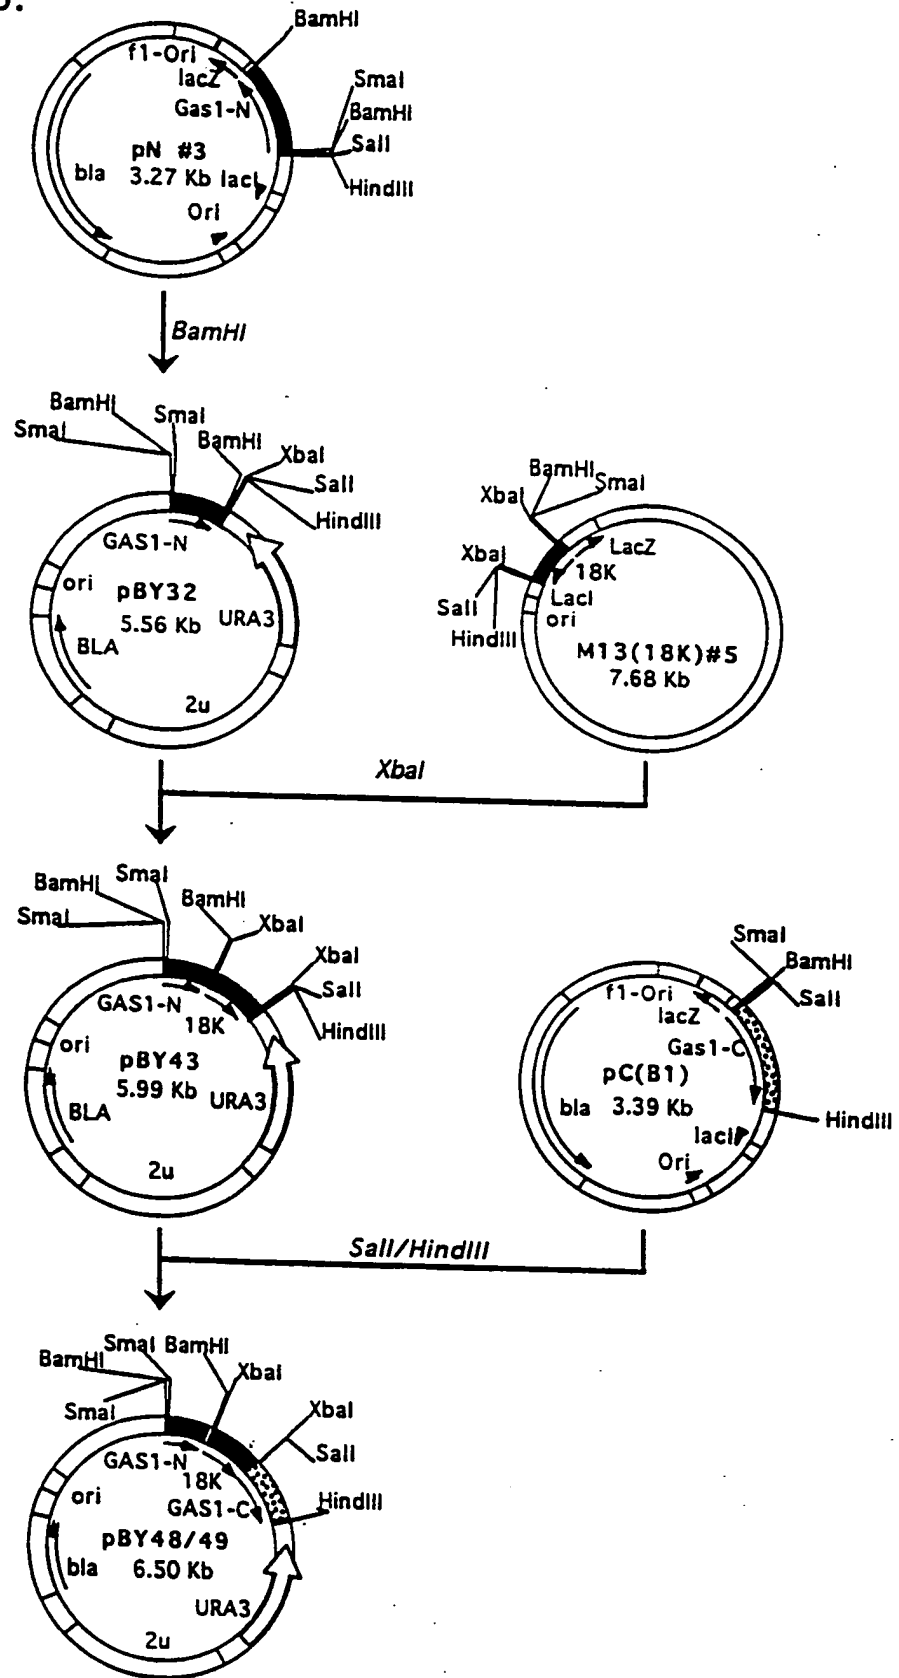 BamHI
f1-Ori
lacZ
Gas1-N
SmaI
BamHI
SalI
HindIII
pN #3
3.27 Kb
bla
lacI
Ori
BamHI
BamHI
SmaI
SmaI
BamHI
XbaI
SalI
HindIII
GAS1-N
ori
pBY32
5.56 Kb
URA3
BLA
2u
BamHI
SmaI
XbaI
XbaI
SalI
HindIII
LacZ
18K
LacI
ori
M13(18K)#5
7.68 Kb
XbaI
BamHI
SmaI
SmaI
BamHI
XbaI
XbaI
SalI
HindIII
GAS1-N
18K
ori
pBY43
5.99 Kb
URA3
BLA
2u
SmaI
BamHI
SalI
f1-Ori
lacZ
Gas1-C
pC(B1)
bla
3.39 Kb
HindIII
lacI
Ori
SalI/HindIII
SmaI
BamHI
BamHI
XbaI
SmaI
XbaI
SalI
GAS1-N
18K
ori
GAS1-C
HindIII
pBY48/49
bla
6.50 Kb
URA3
2u